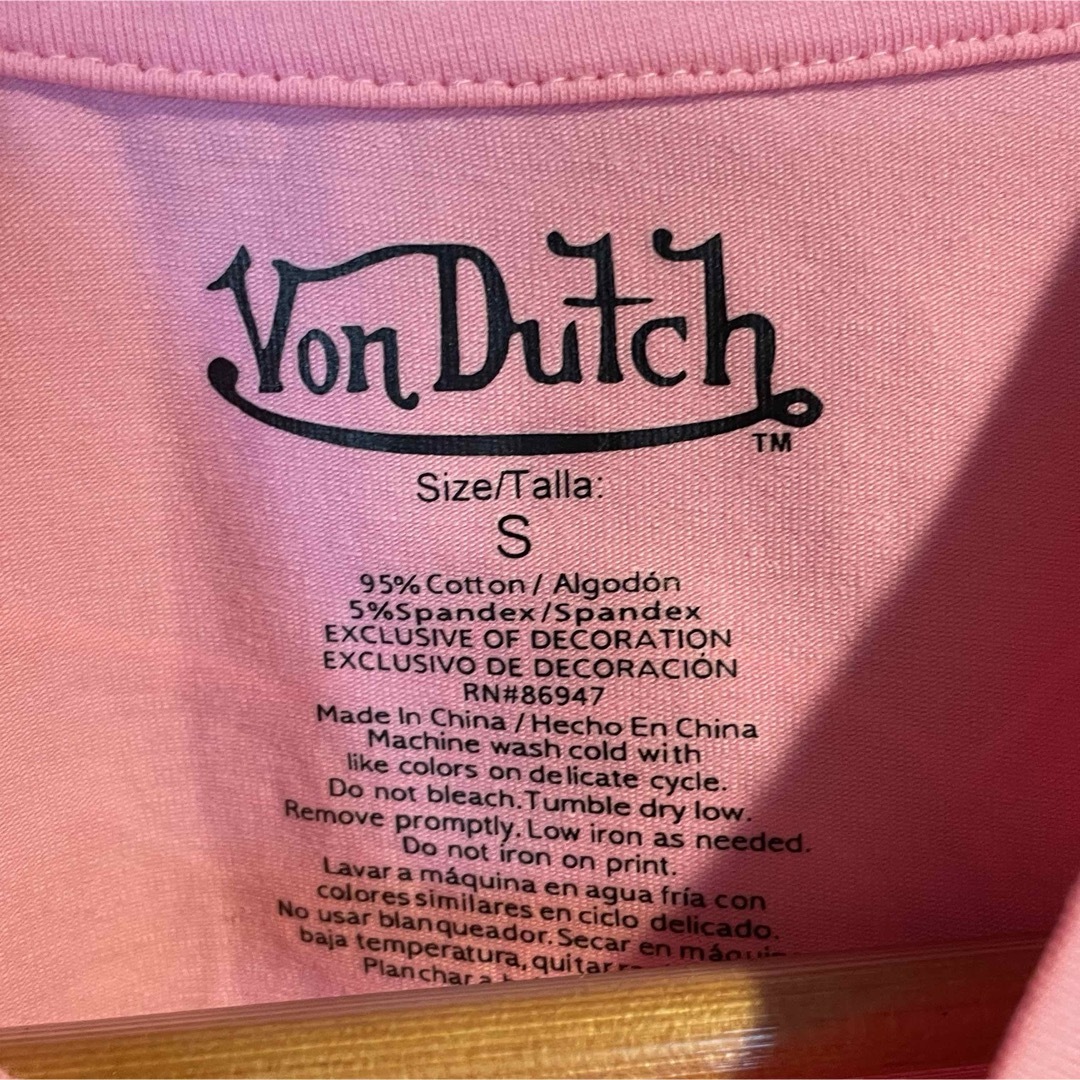 Von Dutch
TM
Size/Talla:
S
95% Cotton / Algodón
5%Spandex/Spandex
EXCLUSIVE OF DECORATION
EXCLUSIVO DE DECORACIÓN
RN#86947
Made In China / Hecho En China
Machine wash cold with
like colors on delicate cycle.
Do not bleach. Tumble dry low.
Remove promptly. Low iron as needed.
Do not iron on print.
Lavar a máquina en agua fría con
colores similares en ciclo delicado.
No usar blanqueador. Secar en
baja temperatura, quitar
Planchar a